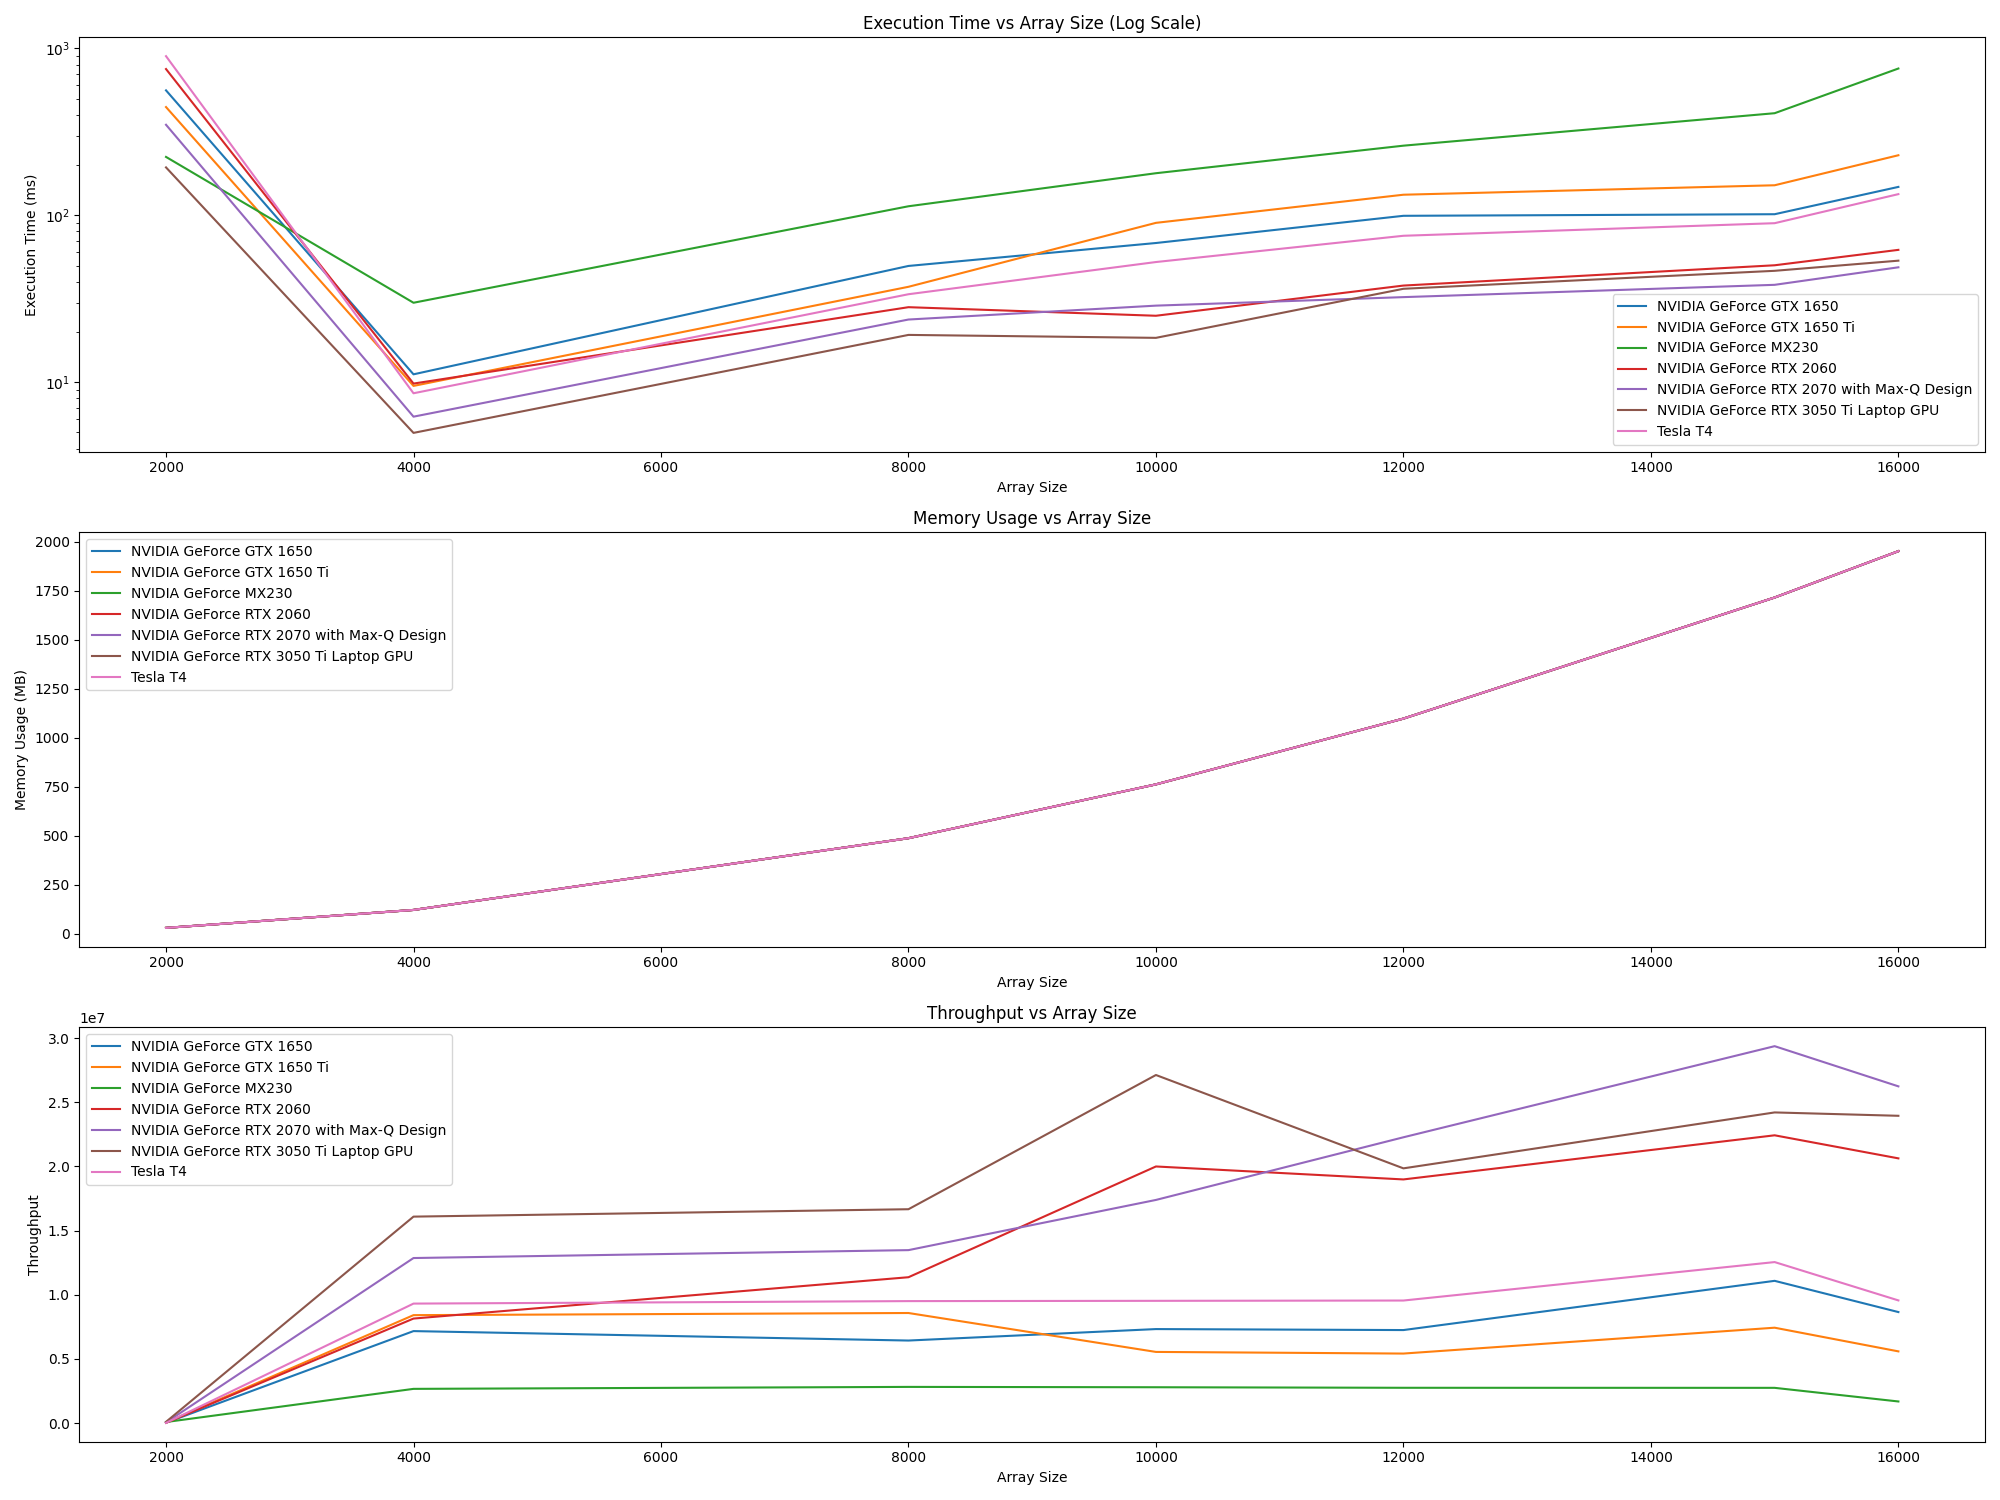 Execution Time vs Array Size (Log Scale)
Execution Time (ms)
10³
10²
10¹
2000 4000 6000 8000 10000 12000 14000 16000
Array Size
NVIDIA GeForce GTX 1650
NVIDIA GeForce GTX 1650 Ti
NVIDIA GeForce MX230
NVIDIA GeForce RTX 2060
NVIDIA GeForce RTX 2070 with Max-Q Design
NVIDIA GeForce RTX 3050 Ti Laptop GPU
Tesla T4
Memory Usage vs Array Size
Memory Usage (MB)
2000
1750
1500
1250
1000
750
500
250
0
NVIDIA GeForce GTX 1650
NVIDIA GeForce GTX 1650 Ti
NVIDIA GeForce MX230
NVIDIA GeForce RTX 2060
NVIDIA GeForce RTX 2070 with Max-Q Design
NVIDIA GeForce RTX 3050 Ti Laptop GPU
Tesla T4
2000 4000 6000 8000 10000 12000 14000 16000
Array Size
Throughput vs Array Size
1e7
Throughput
3.0
2.5
2.0
1.5
1.0
0.5
0.0
NVIDIA GeForce GTX 1650
NVIDIA GeForce GTX 1650 Ti
NVIDIA GeForce MX230
NVIDIA GeForce RTX 2060
NVIDIA GeForce RTX 2070 with Max-Q Design
NVIDIA GeForce RTX 3050 Ti Laptop GPU
Tesla T4
2000 4000 6000 8000 10000 12000 14000 16000
Array Size